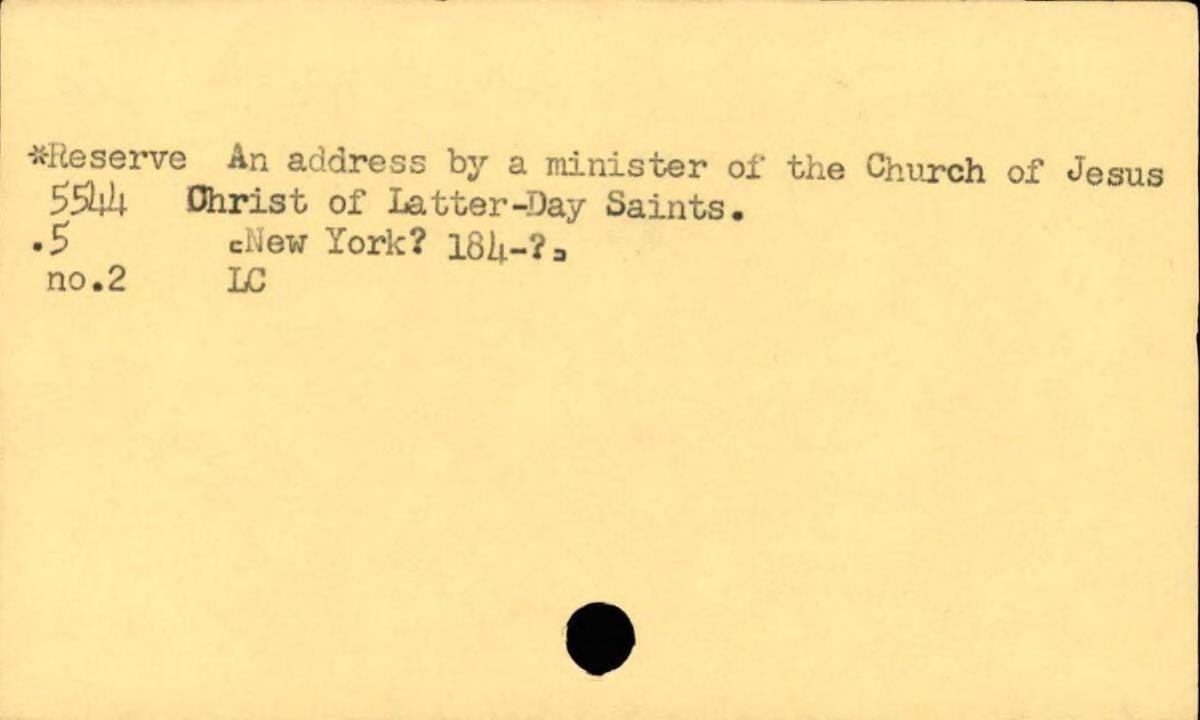 *Reserve An address by a minister of the Church of Jesus
5544 Christ of Latter-Day Saints.
.5 [New York? 184-?]
no.2 LC